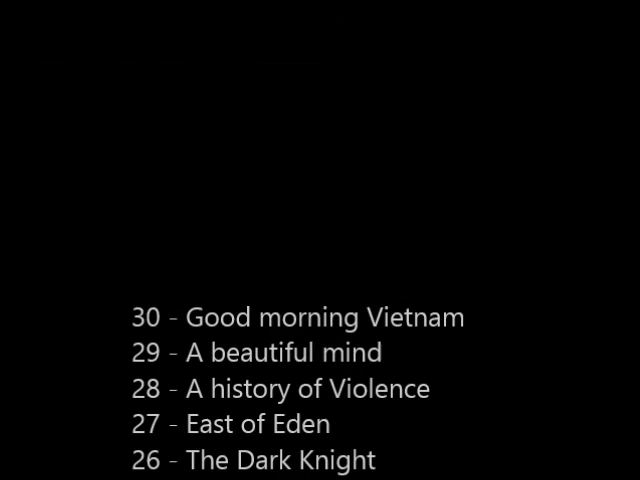 30 - Good morning Vietnam
29 - A beautiful mind
28 - A history of Violence
27 - East of Eden
26 - The Dark Knight